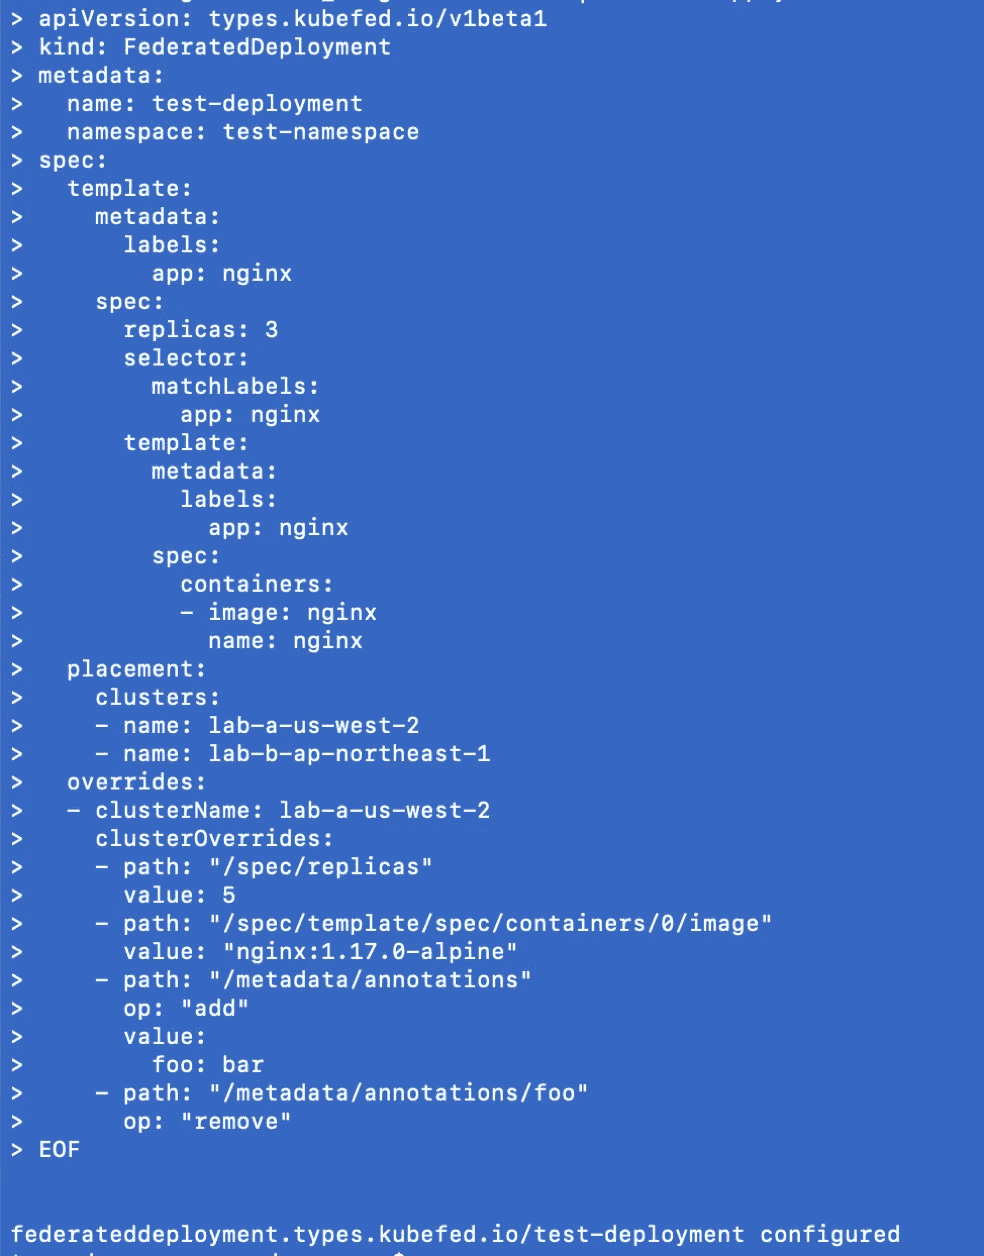 > apiVersion: types.kubefed.io/v1beta1
> kind: FederatedDeployment
> metadata:
>   name: test-deployment
>   namespace: test-namespace
> spec:
>   template:
>     metadata:
>       labels:
>         app: nginx
>     spec:
>       replicas: 3
>       selector:
>         matchLabels:
>           app: nginx
>       template:
>         metadata:
>           labels:
>             app: nginx
>         spec:
>           containers:
>           - image: nginx
>             name: nginx
>   placement:
>     clusters:
>     - name: lab-a-us-west-2
>     - name: lab-b-ap-northeast-1
>   overrides:
>   - clusterName: lab-a-us-west-2
>     clusterOverrides:
>     - path: "/spec/replicas"
>       value: 5
>     - path: "/spec/template/spec/containers/0/image"
>       value: "nginx:1.17.0-alpine"
>     - path: "/metadata/annotations"
>       op: "add"
>       value:
>         foo: bar
>     - path: "/metadata/annotations/foo"
>       op: "remove"
> EOF
federateddeployment.types.kubefed.io/test-deployment configured